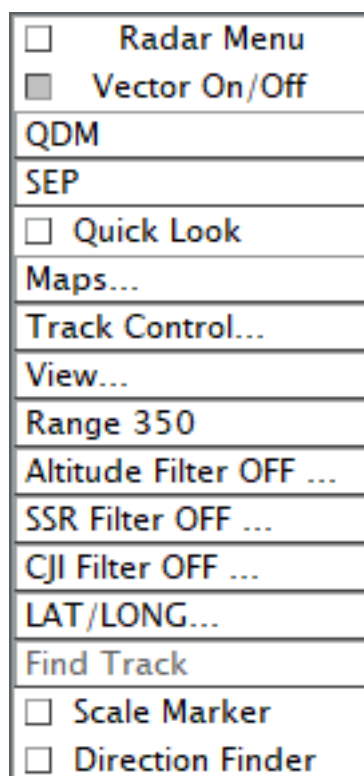 Radar Menu
Vector On/Off
QDM
SEP
Quick Look
Maps...
Track Control...
View...
Range 350
Altitude Filter OFF ...
SSR Filter OFF ...
CJI Filter OFF ...
LAT/LONG...
Find Track
Scale Marker
Direction Finder